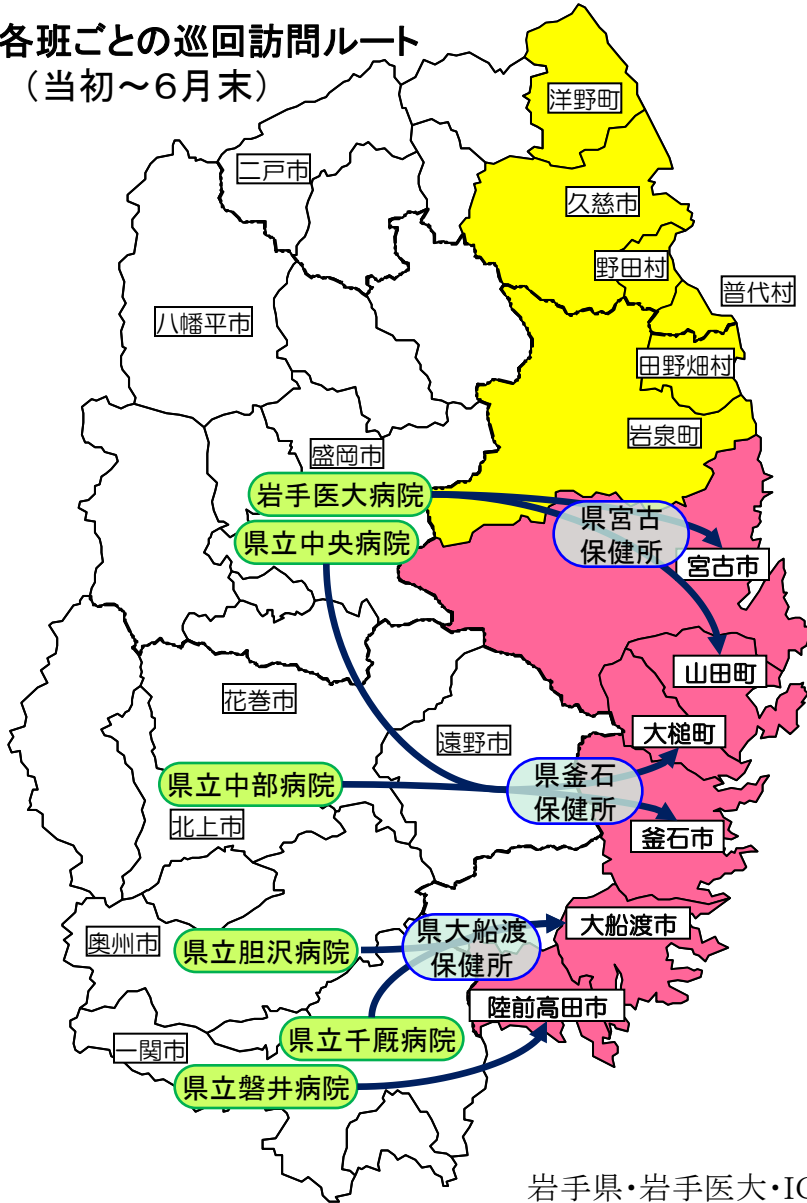 各班ごとの巡回訪問ルート
（当初～６月末）
洋野町
二戸市
久慈市
野田村
普代村
八幡平市
田野畑村
岩泉町
盛岡市
岩手医大病院
県宮古
保健所
県立中央病院
宮古市
山田町
花巻市
大槌町
遠野市
県立中部病院
県釜石
保健所
北上市
釜石市
大船渡市
県大船渡
保健所
奥州市
県立胆沢病院
陸前高田市
県立千厩病院
一関市
県立磐井病院
岩手県・岩手医大・IC